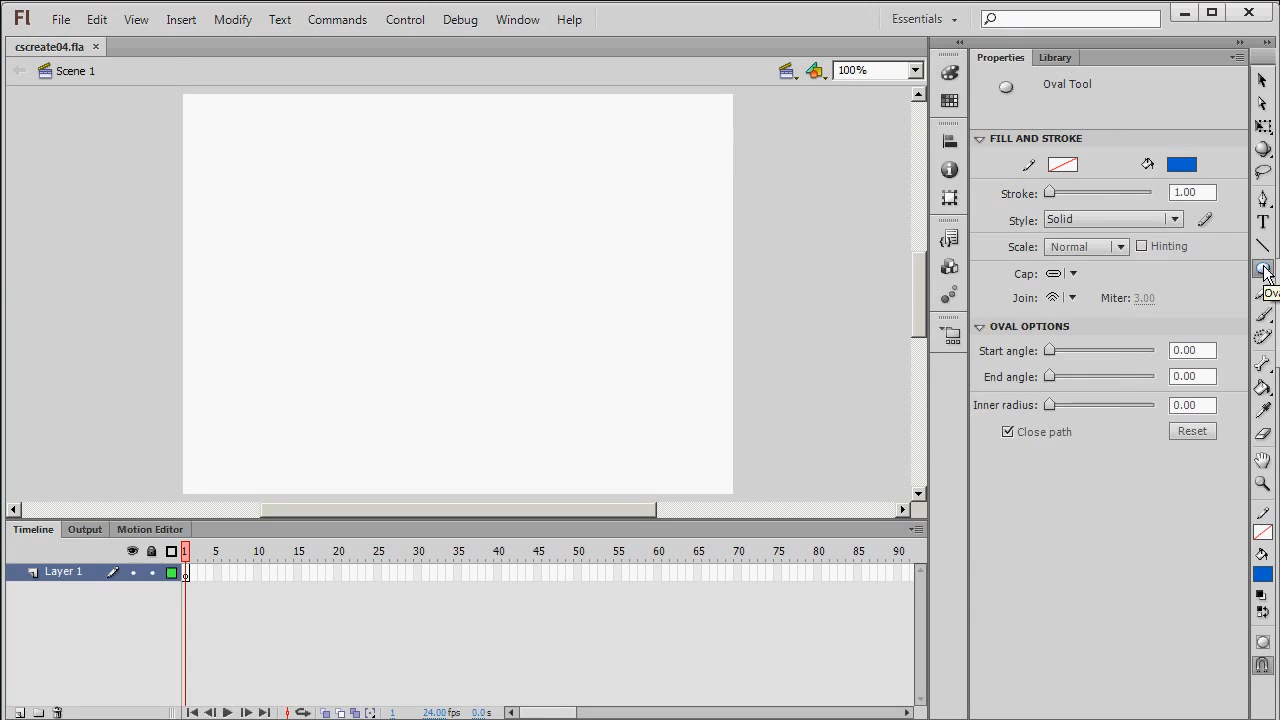 Fl File Edit View Insert Modify Text Commands Control Debug Window Help Essentials
cscreate04.fla
Scene 1 100%
Properties Library
Oval Tool
FILL AND STROKE
Stroke: 1.00
Style: Solid
Scale: Normal Hinting
Cap:
Join: Miter: 3.00
OVAL OPTIONS
Start angle: 0.00
End angle: 0.00
Inner radius: 0.00
Close path Reset
T
Ova
Timeline Output Motion Editor
1 5 10 15 20 25 30 35 40 45 50 55 60 65 70 75 80 85 90
Layer 1
1 24.00 fps 0.0 s